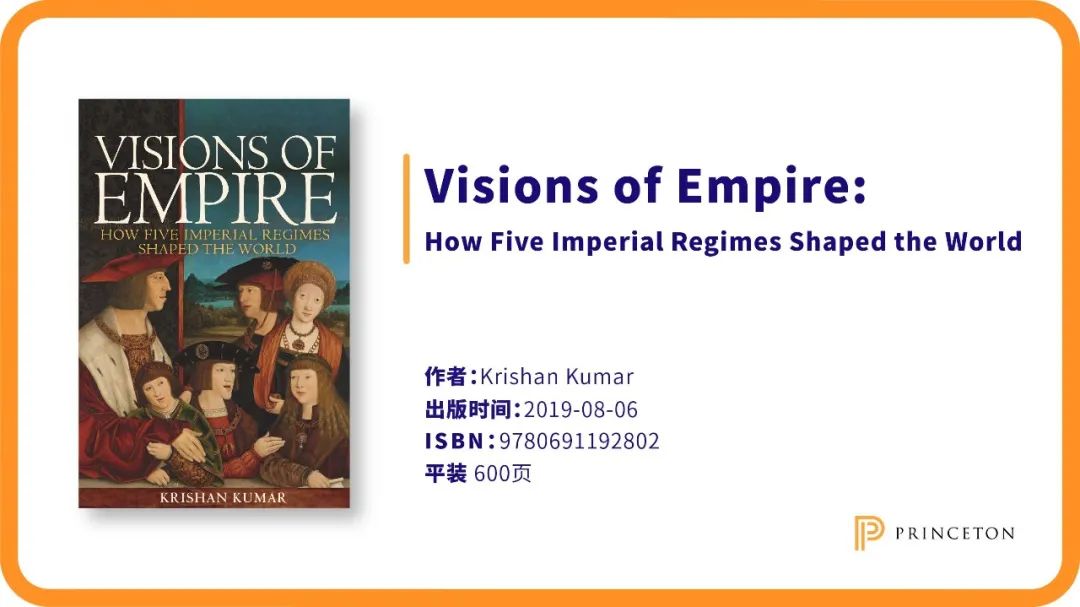 VISIONS OF
EMPIRE
HOW FIVE IMPERIAL REGIMES
SHAPED THE WORLD
KRISHAN KUMAR
Visions of Empire:
How Five Imperial Regimes Shaped the World
作者：Krishan Kumar
出版时间：2019-08-06
ISBN：9780691192802
平装 600页
PRINCETON